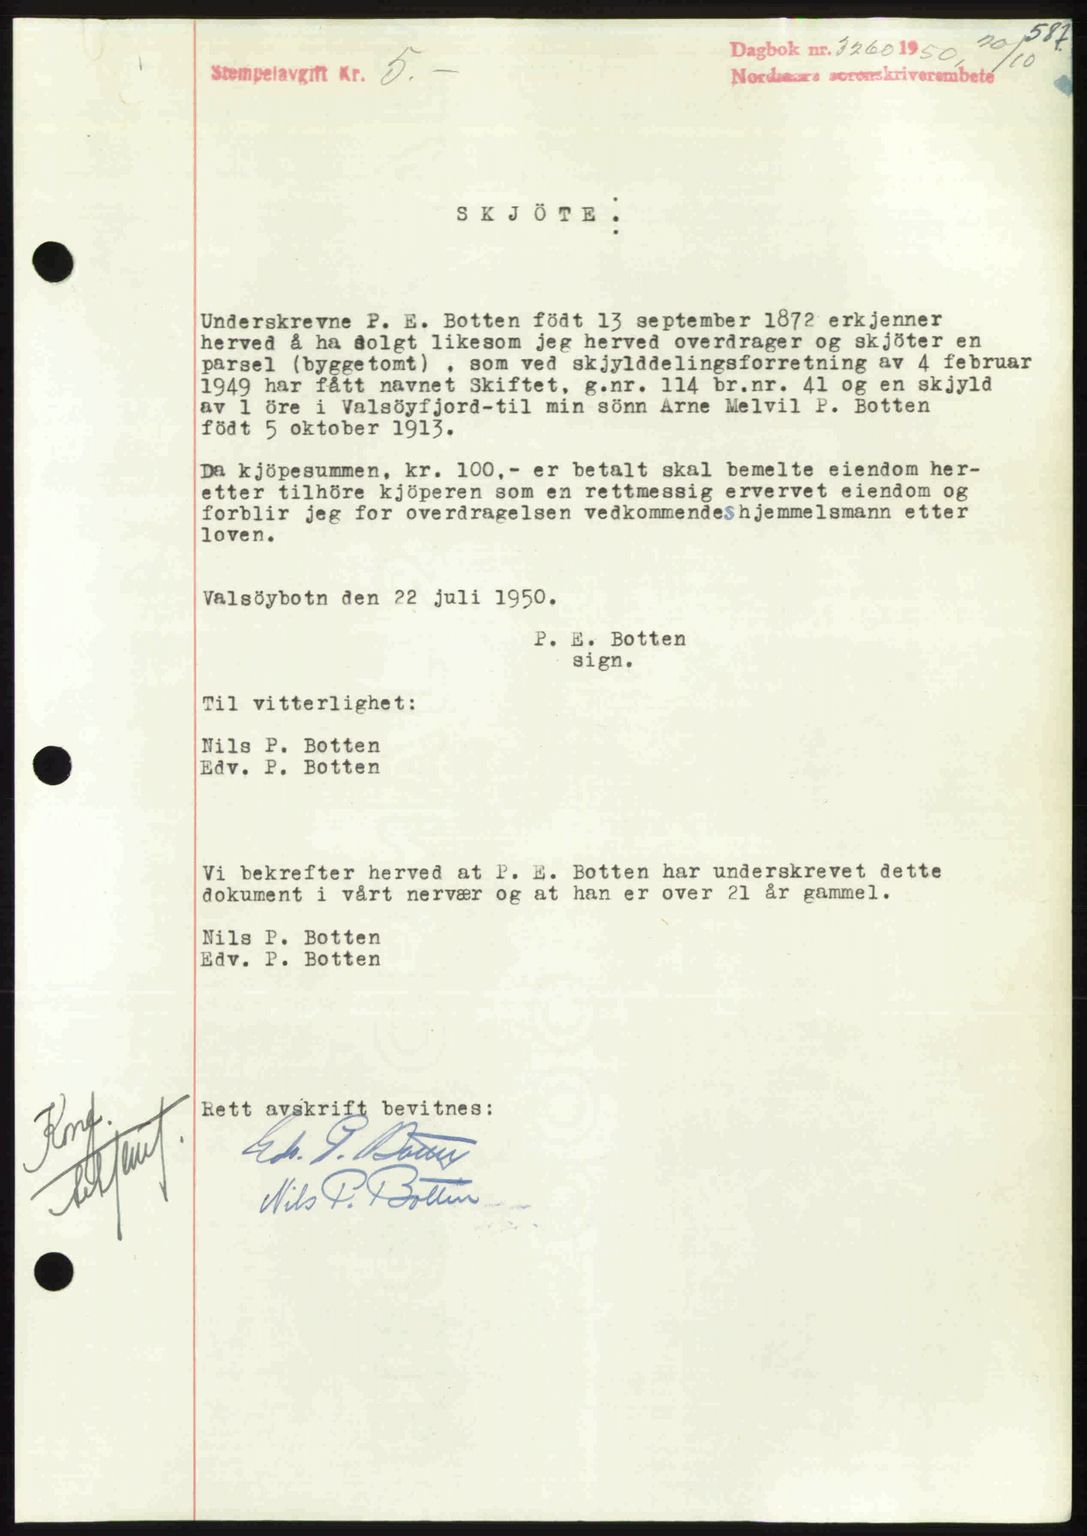 587
Dagbok nr. 3260 1950, 20/10
Stempelavgift Kr. 5.-
Nordmøre sorenskriverembete
SKJÖTE:
Underskrevne P. E. Botten födt 13 september 1872 erkjenner
herved å ha solgt likesom jeg herved overdrager og skjöter en
parsel (byggetomt) , som ved skjylddelingsforretning av 4 februar
1949 har fått navnet Skiftet, g.nr. 114 br.nr. 41 og en skjyld
av 1 öre i Valsöyfjord-til min sönn Arne Melvil P. Botten
födt 5 oktober 1913.
Da kjöpesummen, kr. 100,- er betalt skal bemelte eiendom her-
etter tilhöre kjöperen som en rettmessig ervervet eiendom og
forblir jeg for overdragelsen vedkommendes hjemmelsmann etter
loven.
Valsöybotn den 22 juli 1950.
P. E. Botten
sign.
Til vitterlighet:
Nils P. Botten
Edv. P. Botten
Vi bekrefter herved at P. E. Botten har underskrevet dette
dokument i vårt nervær og at han er over 21 år gammel.
Nils P. Botten
Edv. P. Botten
Rett avskrift bevitnes:
Edv. P. Botten
Nils P. Botten
Konf.